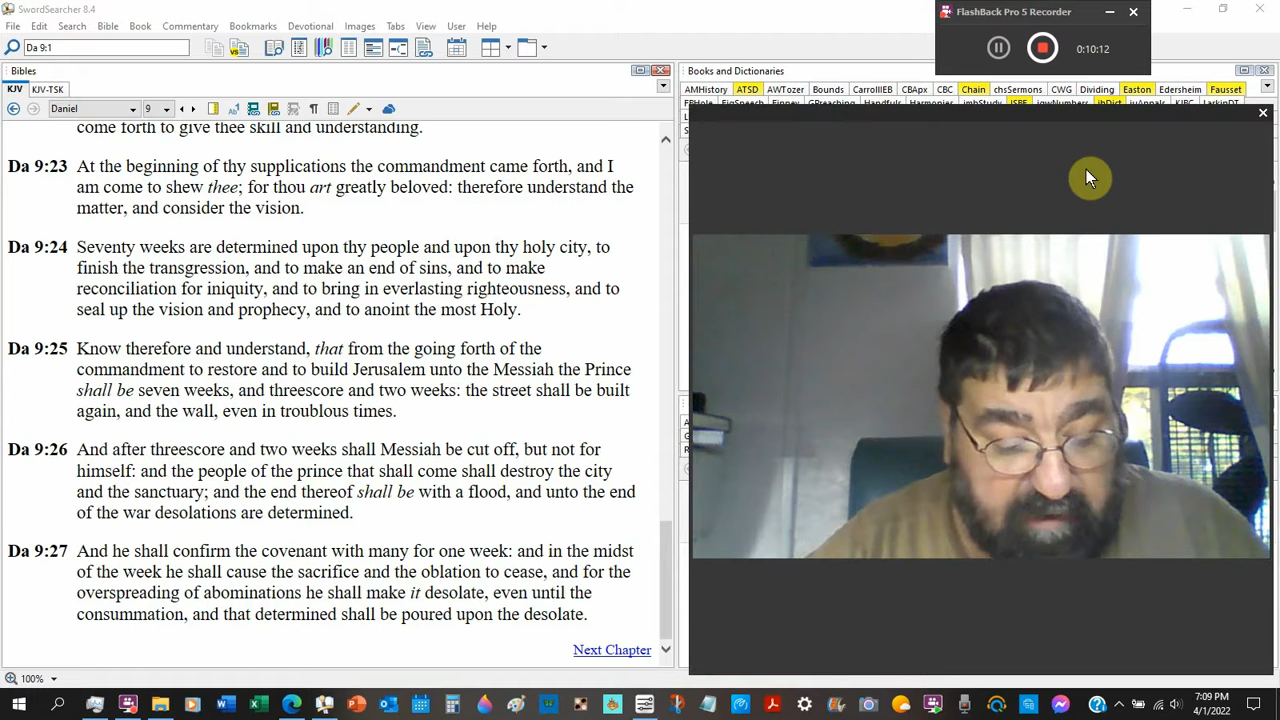 SwordSearcher 8.4
File Edit Search Book Commentary Bookmarks Devotional Images Tabs View User Help
Da 9:1
FlashBack Pro 5 Recorder
0:10:12
Bibles
KJV KJV-TSK
Daniel 9
come forth to give thee skill and understanding.
Da 9:23 At the beginning of thy supplications the commandment came forth, and I
am come to shew thee; for thou art greatly beloved: therefore understand the
matter, and consider the vision.
Da 9:24 Seventy weeks are determined upon thy people and upon thy holy city, to
finish the transgression, and to make an end of sins, and to make
reconciliation for iniquity, and to bring in everlasting righteousness, and to
seal up the vision and prophecy, and to anoint the most Holy.
Da 9:25 Know therefore and understand, that from the going forth of the
commandment to restore and to build Jerusalem unto the Messiah the Prince
shall be seven weeks, and threescore and two weeks: the street shall be built
again, and the wall, even in troublous times.
Da 9:26 And after threescore and two weeks shall Messiah be cut off, but not for
himself: and the people of the prince that shall come shall destroy the city
and the sanctuary; and the end thereof shall be with a flood, and unto the end
of the war desolations are determined.
Da 9:27 And he shall confirm the covenant with many for one week: and in the midst
of the week he shall cause the sacrifice and the oblation to cease, and for the
overspreading of abominations he shall make it desolate, even until the
consummation, and that determined shall be poured upon the desolate.
Next Chapter
100%
Books and Dictionaries
AMHistory ATSD AWTozer Bounds CarrollEB CBApx CBC Chain chsSermons CWG Dividing Easton Edersheim Fausset
7:09 PM
4/1/2022